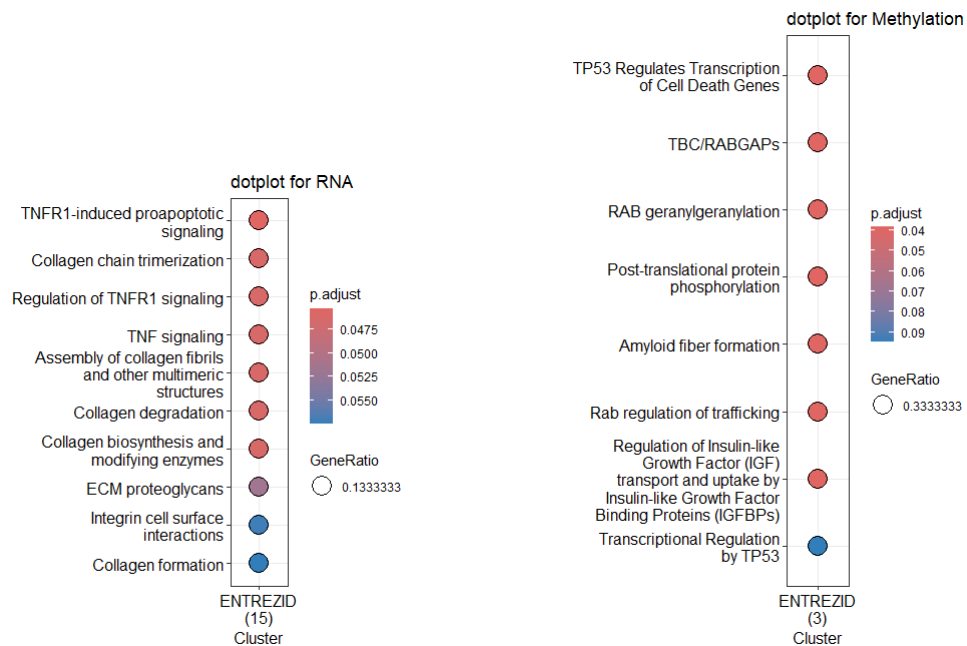 dotplot for RNA
TNFR1-induced proapoptotic
signaling
Collagen chain trimerization
Regulation of TNFR1 signaling
TNF signaling
Assembly of collagen fibrils
and other multimeric
structures
Collagen degradation
Collagen biosynthesis and
modifying enzymes
ECM proteoglycans
Integrin cell surface
interactions
Collagen formation
ENTREZID
(15)
Cluster
p.adjust
0.0475
0.0500
0.0525
0.0550
GeneRatio
0.1333333
dotplot for Methylation
TP53 Regulates Transcription
of Cell Death Genes
TBC/RABGAPs
RAB geranylgeranylation
Post-translational protein
phosphorylation
Amyloid fiber formation
Rab regulation of trafficking
Regulation of Insulin-like
Growth Factor (IGF)
transport and uptake by
Insulin-like Growth Factor
Binding Proteins (IGFBPs)
Transcriptional Regulation
by TP53
ENTREZID
(3)
Cluster
p.adjust
0.04
0.05
0.06
0.07
0.08
0.09
GeneRatio
0.3333333